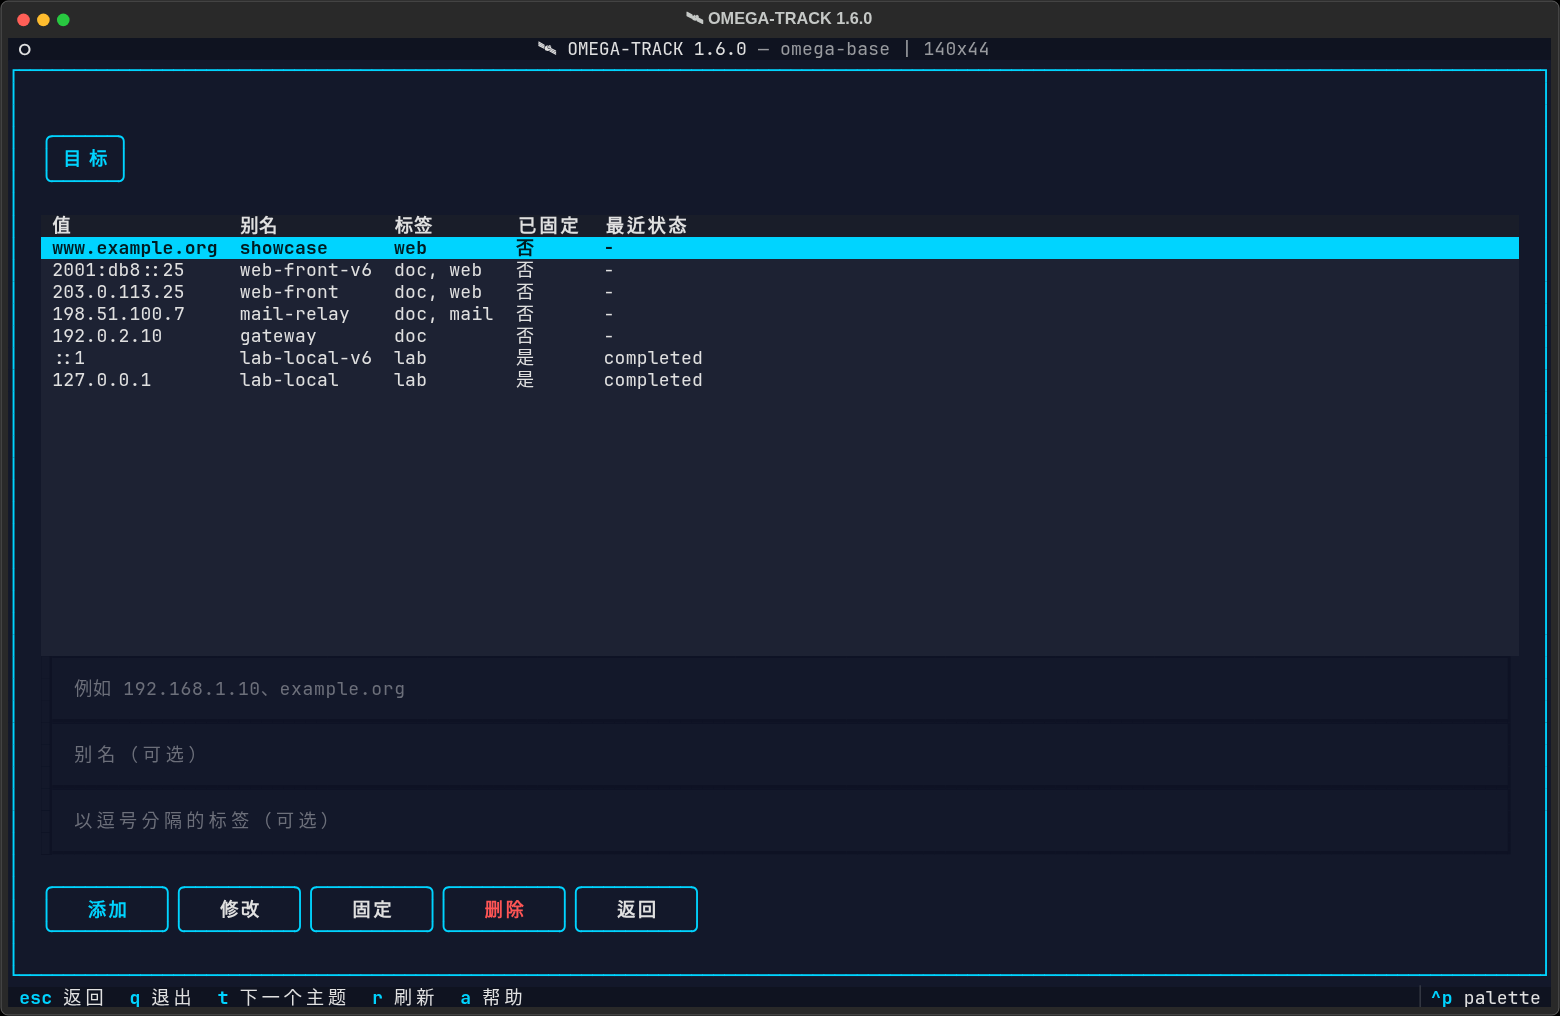 🛰 OMEGA-TRACK 1.6.0
🛰 OMEGA-TRACK 1.6.0 — omega-base | 140x44
目标
值 别名 标签 已固定 最近状态
www.example.org showcase web 否 -
2001:db8::25 web-front-v6 doc, web 否 -
203.0.113.25 web-front doc, web 否 -
198.51.100.7 mail-relay doc, mail 否 -
192.0.2.10 gateway doc 否 -
::1 lab-local-v6 lab 是 completed
127.0.0.1 lab-local lab 是 completed
例如 192.168.1.10、example.org
别名（可选）
以逗号分隔的标签（可选）
添加 修改 固定 删除 返回
esc 返回 q 退出 t 下一个主题 r 刷新 a 帮助 ^p palette